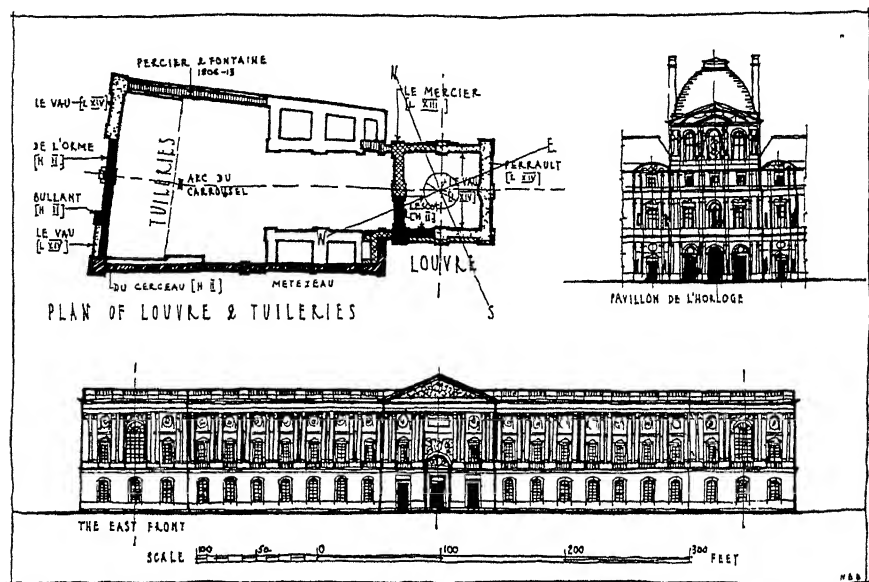 PERCIER & FONTAINE
1806-13
N
LE MERCIER
[L XIII]
LE VAU [L XIV]
DE L'ORME
[H II]
TUILERIES
ARC DU
CARROUSEL
E
PERRAULT
[L XIV]
LE VAU
[L XIV]
LESCOT
[H II]
BULLANT
[H II]
LE VAU
[L XIV]
W
LOUVRE
DU CERCEAU [H II]
METEZEAU
S
PLAN OF LOUVRE & TUILERIES
PAVILLON DE L'HORLOGE
THE EAST FRONT
SCALE 100 50 0 100 200 300 FEET